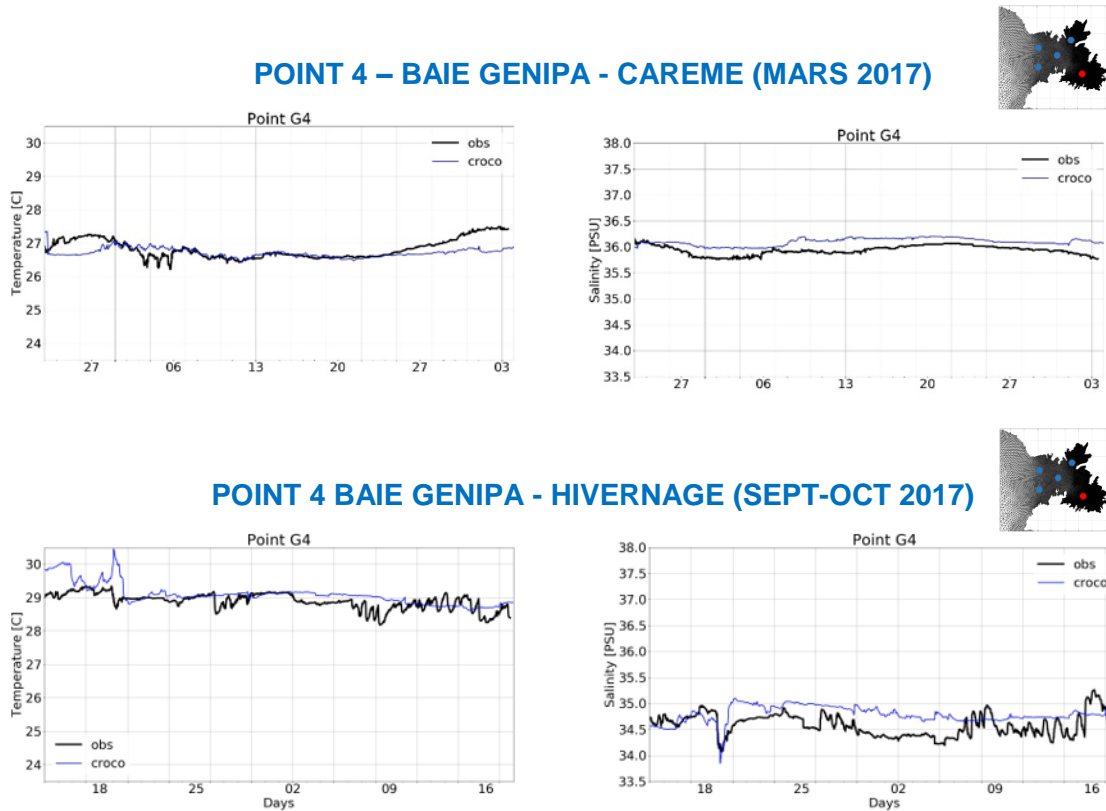 POINT 4 – BAIE GENIPA - CAREME (MARS 2017)
Point G4
30
29
28
27
26
25
24
Temperature [C]
obs
croco
27 06 13 20 27 03
Point G4
38.0
37.5
37.0
36.5
36.0
35.5
35.0
34.5
34.0
33.5
Salinity [PSU]
obs
croco
27 06 13 20 27 03
POINT 4 BAIE GENIPA - HIVERNAGE (SEPT-OCT 2017)
Point G4
30
29
28
27
26
25
24
Temperature [C]
obs
croco
18 25 02 09 16
Days
Point G4
38.0
37.5
37.0
36.5
36.0
35.5
35.0
34.5
34.0
33.5
Salinity [PSU]
obs
croco
18 25 02 09 16
Days